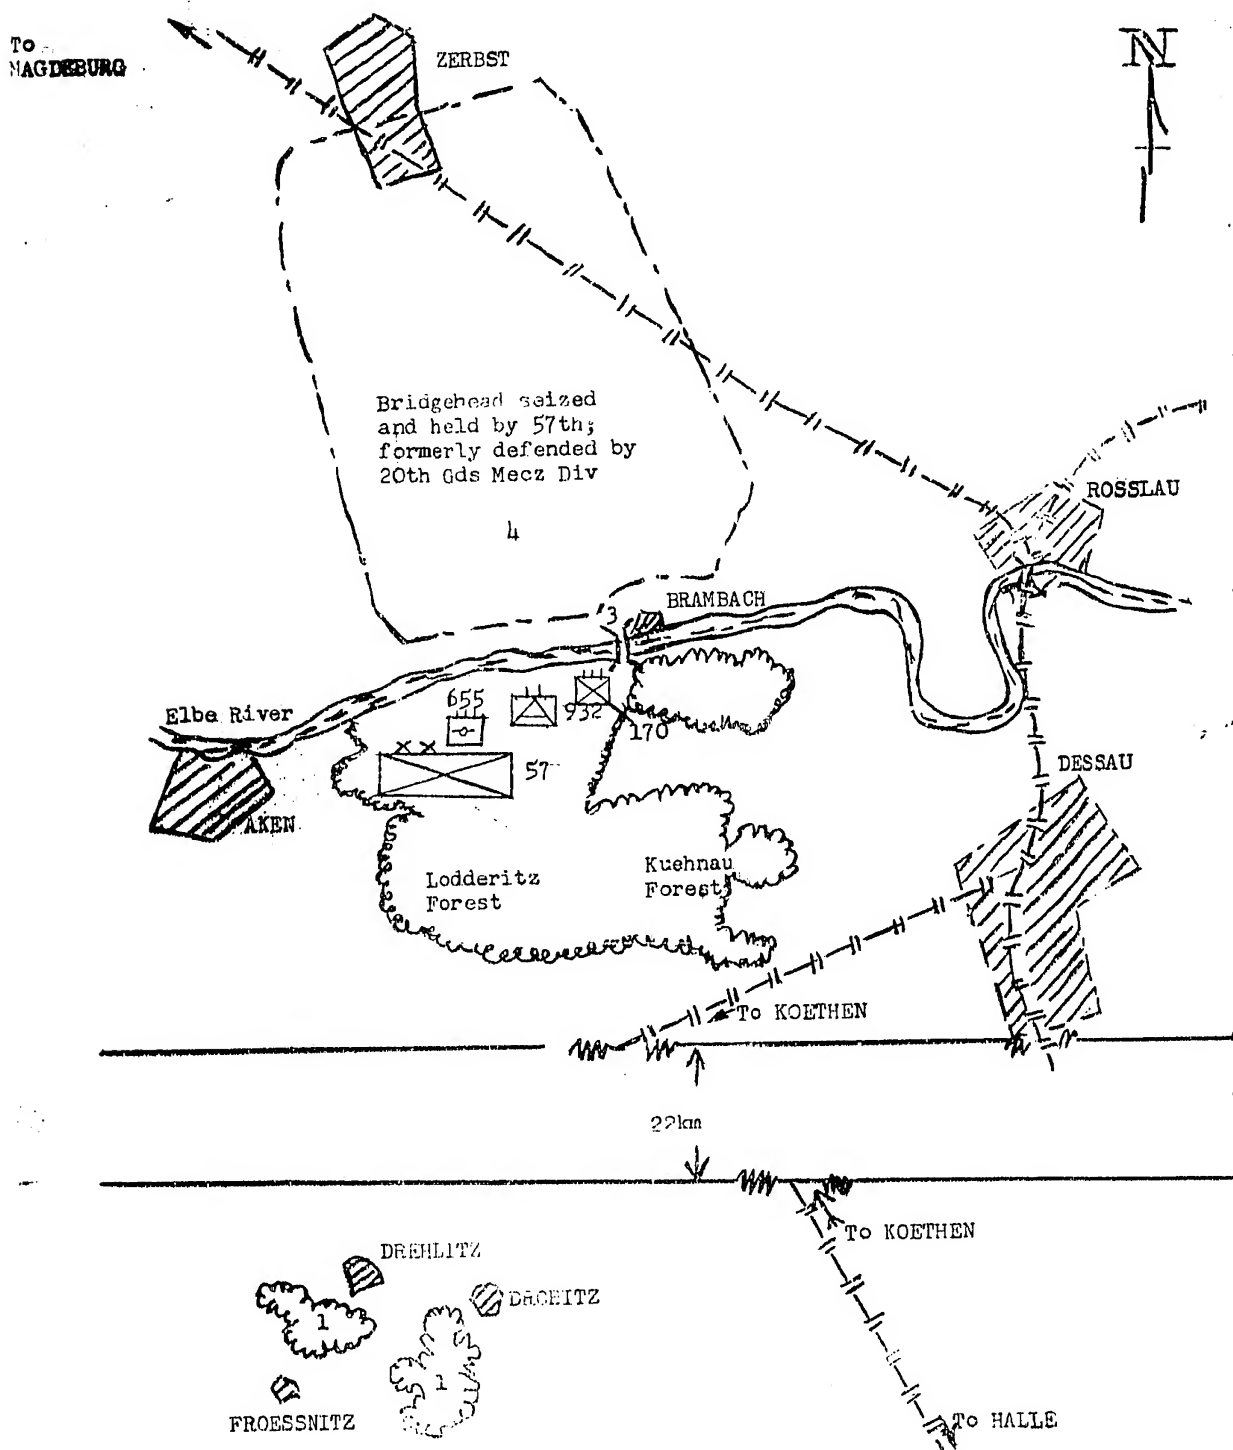 N
To
MAGDEBURG
ZERBST
Bridgehead seized
and held by 57th;
formerly defended by
20th Gds Mecz Div
4
ROSSLAU
BRAMBACH
3
655
932
170
Elbe River
57
DESSAU
AKEN
Lodderitz
Forest
Kuehnau
Forest
To KOETHEN
22km
To KOETHEN
DREHLITZ
DROBITZ
1
1
FROESSNITZ
To HALLE